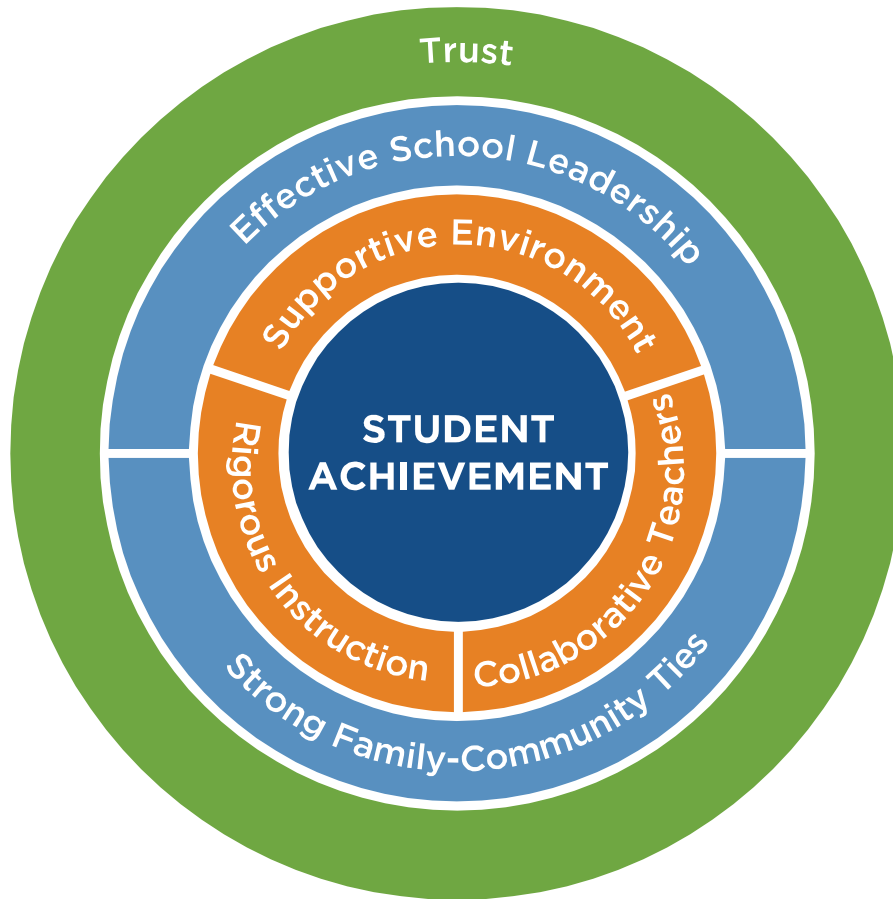 Trust
Effective School Leadership
Supportive Environment
STUDENT
ACHIEVEMENT
Rigorous Instruction
Collaborative Teachers
Strong Family-Community Ties